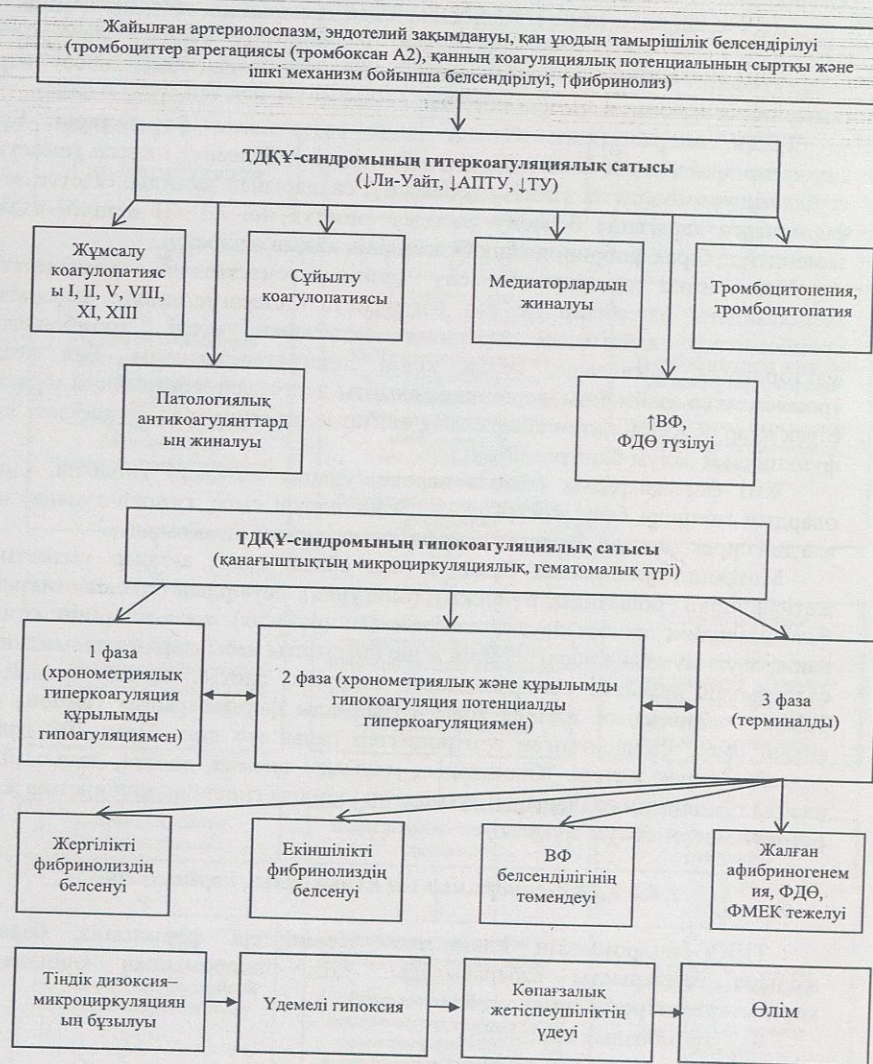 Жайылған артериолоспазм, эндотелий зақымдануы, қан ұюдың тамырішілік белсендірілуі
(тромбоциттер агрегациясы (тромбоксан А2), қанның коагуляциялық потенциалының сыртқы және
ішкі механизм бойынша белсендірілуі, ↑фибринолиз)
ТДҚҰ-синдромының гитеркоагуляциялық сатысы
(↓Ли-Уайт, ↓АПТУ, ↓ТУ)
Жұмсалу
коагулопатияс
ы I, II, V, VIII,
XI, XIII
Сұйылту
коагулопатиясы
Медиаторлардың
жиналуы
Тромбоцитопения,
тромбоцитопатия
Патологиялық
антикоагулянттард
ың жиналуы
↑ВФ,
ФДӨ түзілуі
ТДҚҰ-синдромының гипокоагуляциялық сатысы
(қанағыштықтың микроциркуляциялық, гематомалық түрі)
1 фаза
(хронометриялық
гиперкоагуляция
құрылымды
гипоагуляциямен)
2 фаза (хронометриялық және құрылымды
гипокоагуляция потенциалды
гиперкоагуляциямен)
3 фаза
(терминалды)
Жергілікті
фибринолиздің
белсенуі
Екіншілікті
фибринолиздің
белсенуі
ВФ
белсенділігінің
төмендеуі
Жалған
афибриногенем
ия, ФДӨ,
ФМЕК тежелуі
Тіндік дизоксия–
микроциркуляциян
ың бұзылуы
Үдемелі гипоксия
Көпағзалық
жетіспеушіліктің
үдеуі
Өлім